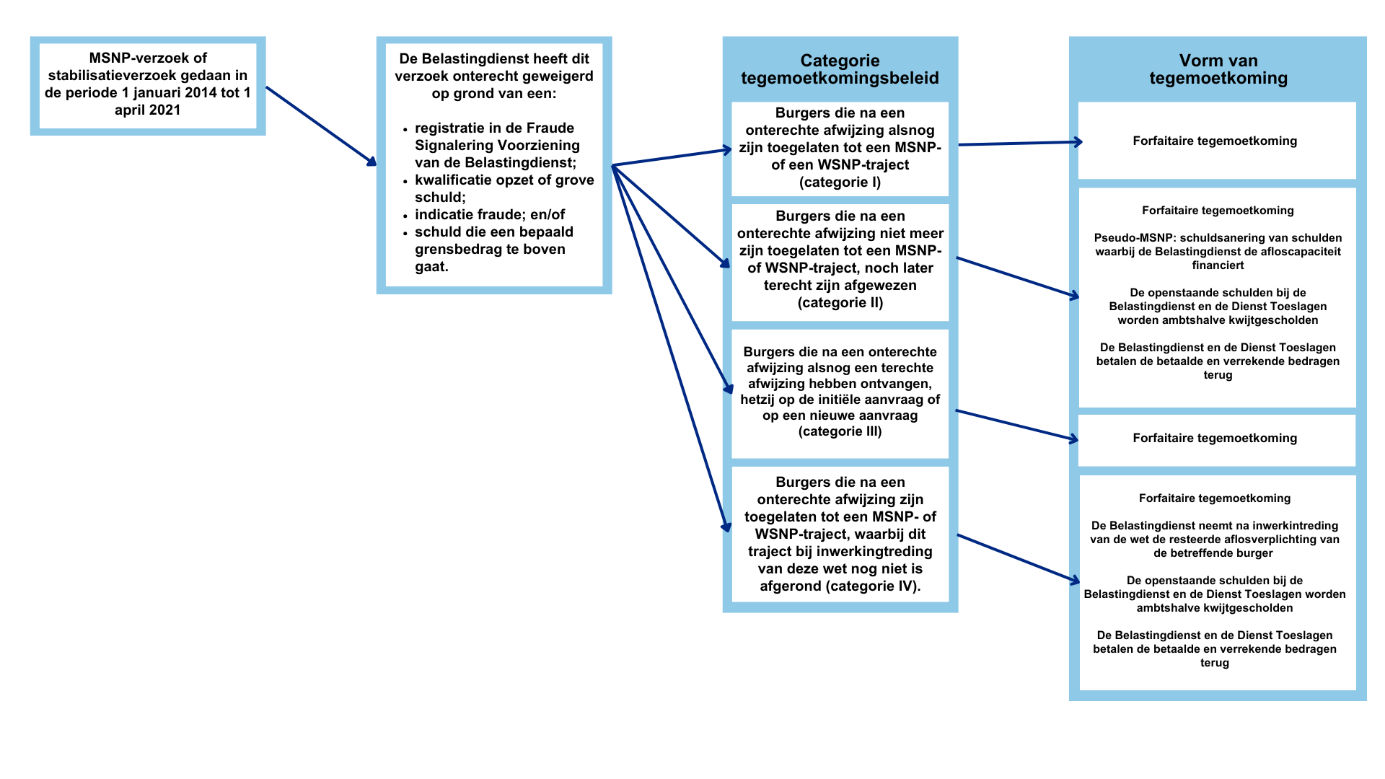 MSNP-verzoek of
stabilisatieverzoek gedaan in
de periode 1 januari 2014 tot 1
april 2021
De Belastingdienst heeft dit
verzoek onterecht geweigerd
op grond van een:
• registratie in de Fraude
Signalering Voorziening
van de Belastingdienst;
• kwalificatie opzet of grove
schuld;
• indicatie fraude; en/of
• schuld die een bepaald
grensbedrag te boven
gaat.
Categorie
tegemoetkomingsbeleid
Burgers die na een
onterechte afwijzing alsnog
zijn toegelaten tot een MSNP-
of een WSNP-traject
(categorie I)
Burgers die na een
onterechte afwijzing niet meer
zijn toegelaten tot een MSNP-
of WSNP-traject, noch later
terecht zijn afgewezen
(categorie II)
Burgers die na een onterechte
afwijzing alsnog een terechte
afwijzing hebben ontvangen,
hetzij op de initiële aanvraag of
op een nieuwe aanvraag
(categorie III)
Burgers die na een
onterechte afwijzing zijn
toegelaten tot een MSNP- of
WSNP-traject, waarbij dit
traject bij inwerkingtreding
van deze wet nog niet is
afgerond (categorie IV).
Vorm van
tegemoetkoming
Forfaitaire tegemoetkoming
Forfaitaire tegemoetkoming
Pseudo-MSNP: schuldsanering van schulden
waarbij de Belastingdienst de afloscapaciteit
financiert
De openstaande schulden bij de
Belastingdienst en de Dienst Toeslagen
worden ambtshalve kwijtgescholden
De Belastingdienst en de Dienst Toeslagen
betalen de betaalde en verrekende bedragen
terug
Forfaitaire tegemoetkoming
Forfaitaire tegemoetkoming
De Belastingdienst neemt na inwerkintreding
van de wet de resteerde aflosverplichting van
de betreffende burger
De openstaande schulden bij de
Belastingdienst en de Dienst Toeslagen worden
ambtshalve kwijtgescholden
De Belastingdienst en de Dienst Toeslagen
betalen de betaalde en verrekende bedragen
terug